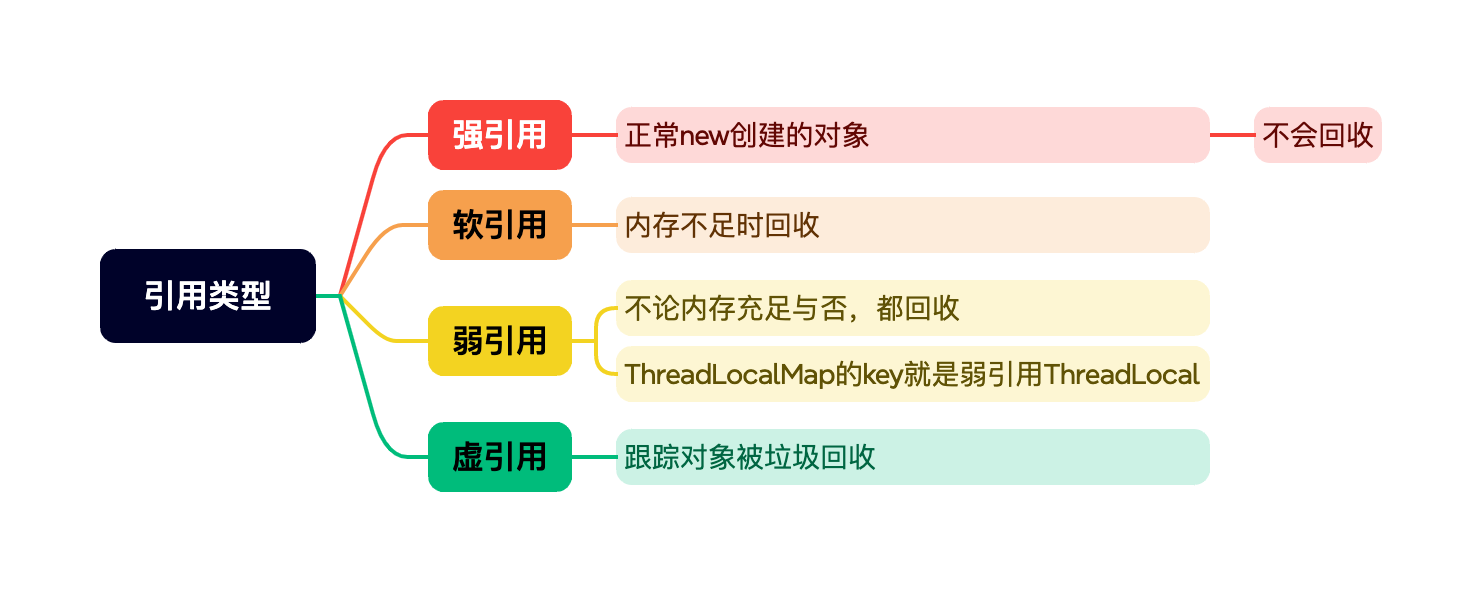 引用类型
强引用
正常new创建的对象
不会回收
软引用
内存不足时回收
弱引用
不论内存充足与否，都回收
ThreadLocalMap的key就是弱引用ThreadLocal
虚引用
跟踪对象被垃圾回收